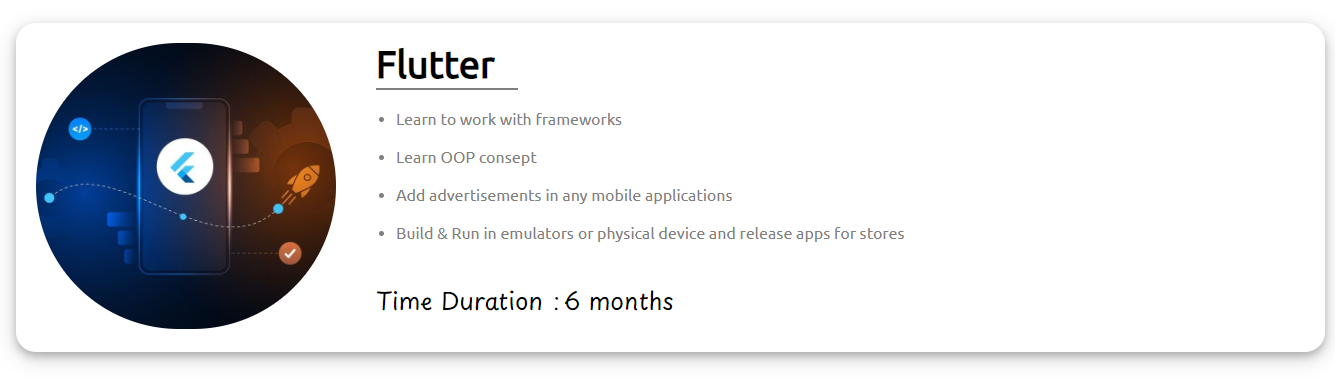 Flutter
</>
Learn to work with frameworks
Learn OOP consept
Add advertisements in any mobile applications
Build & Run in emulators or physical device and release apps for stores
Time Duration : 6 months